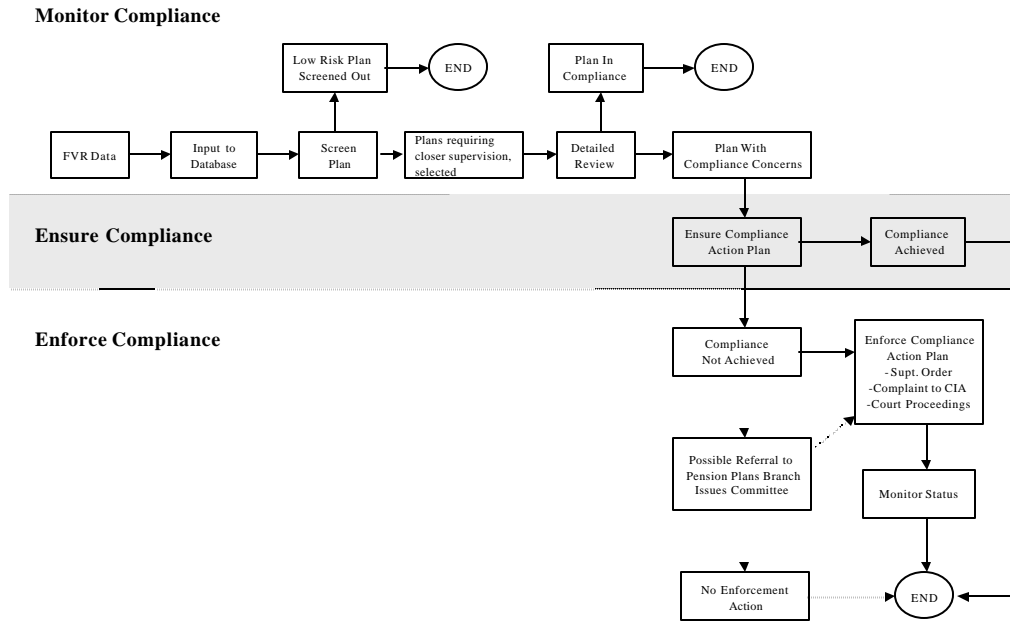 Monitor Compliance
Low Risk Plan
Screened Out
END
Plan In
Compliance
END
FVR Data
Input to
Database
Screen
Plan
Plans requiring
closer supervision,
selected
Detailed
Review
Plan With
Compliance Concerns
Ensure Compliance
Ensure Compliance
Action Plan
Compliance
Achieved
Enforce Compliance
Compliance
Not Achieved
Enforce Compliance
Action Plan
-Supt. Order
-Complaint to CIA
-Court Proceedings
Possible Referral to
Pension Plans Branch
Issues Committee
Monitor Status
No Enforcement
Action
END